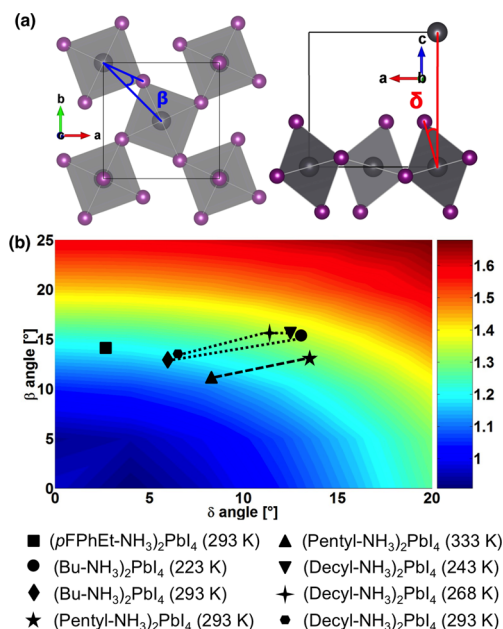 (a)
b
c
a
β
c
a
b
δ
(b)
25
20
15
10
5
0
β angle [°]
0
5
10
15
20
δ angle [°]
1.6
1.5
1.4
1.3
1.2
1.1
1
(pFPhEt-NH3)2PbI4 (293 K)
(Bu-NH3)2PbI4 (223 K)
(Bu-NH3)2PbI4 (293 K)
(Pentyl-NH3)2PbI4 (293 K)
(Pentyl-NH3)2PbI4 (333 K)
(Decyl-NH3)2PbI4 (243 K)
(Decyl-NH3)2PbI4 (268 K)
(Decyl-NH3)2PbI4 (293 K)